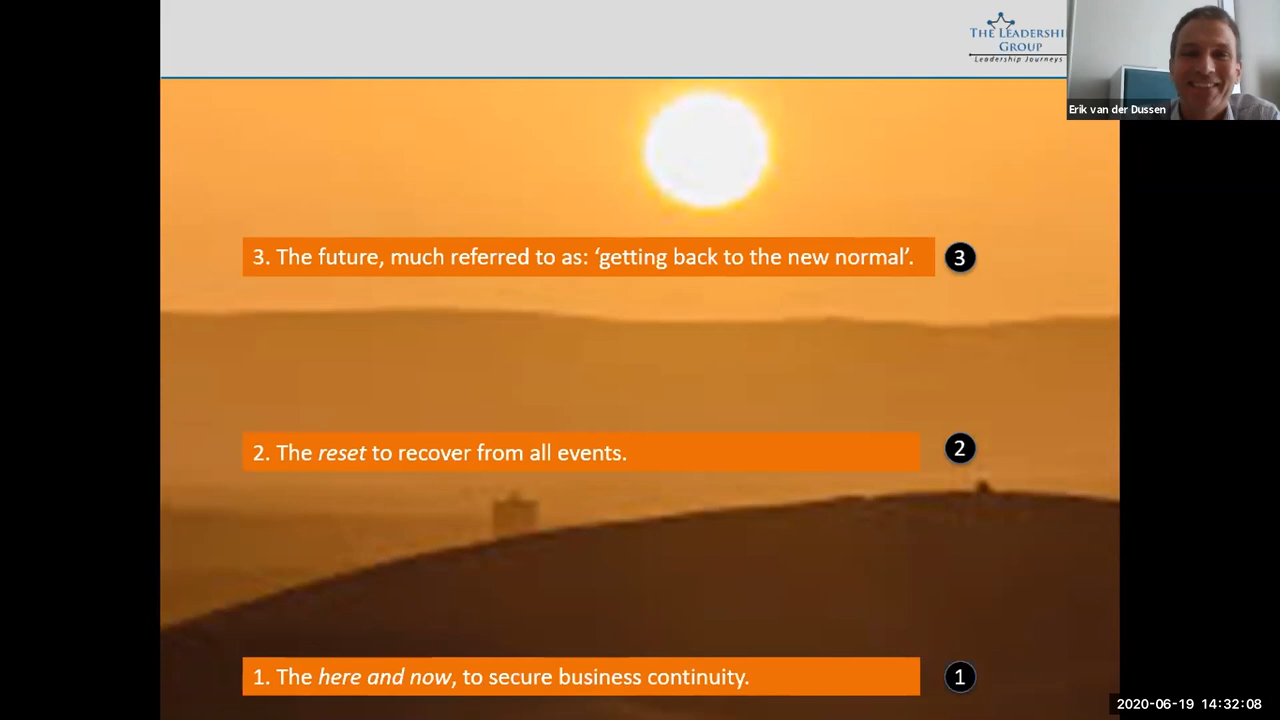 THE LEADERSHI
GROUP
Leadership Journeys
Erik van der Dussen
3. The future, much referred to as: ‘getting back to the new normal’.
3
2. The reset to recover from all events.
2
1. The here and now, to secure business continuity.
1
2020-06-19 14:32:08